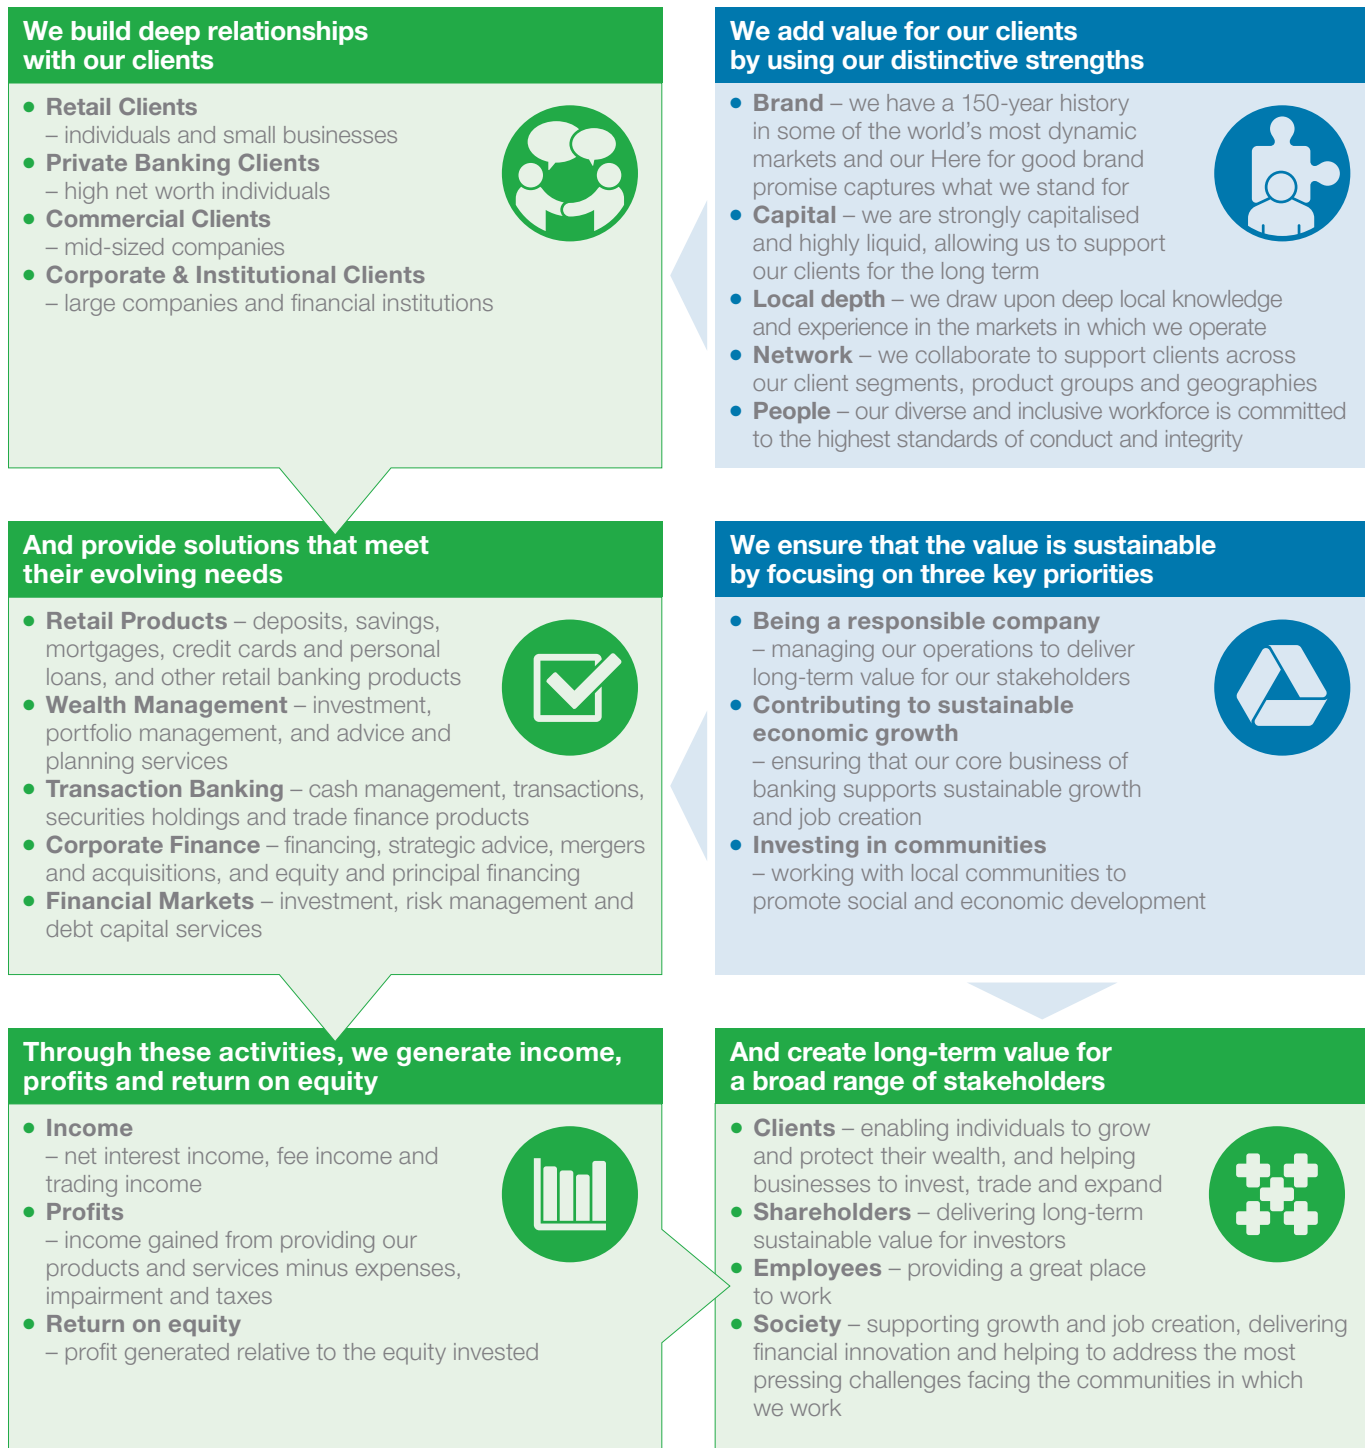 We build deep relationships
with our clients
• Retail Clients
– individuals and small businesses
• Private Banking Clients
– high net worth individuals
• Commercial Clients
– mid-sized companies
• Corporate & Institutional Clients
– large companies and financial institutions
We add value for our clients
by using our distinctive strengths
• Brand – we have a 150-year history
in some of the world's most dynamic
markets and our Here for good brand
promise captures what we stand for
• Capital – we are strongly capitalised
and highly liquid, allowing us to support
our clients for the long term
• Local depth – we draw upon deep local knowledge
and experience in the markets in which we operate
• Network – we collaborate to support clients across
our client segments, product groups and geographies
• People – our diverse and inclusive workforce is committed
to the highest standards of conduct and integrity
And provide solutions that meet
their evolving needs
• Retail Products – deposits, savings,
mortgages, credit cards and personal
loans, and other retail banking products
• Wealth Management – investment,
portfolio management, and advice and
planning services
• Transaction Banking – cash management, transactions,
securities holdings and trade finance products
• Corporate Finance – financing, strategic advice, mergers
and acquisitions, and equity and principal financing
• Financial Markets – investment, risk management and
debt capital services
We ensure that the value is sustainable
by focusing on three key priorities
• Being a responsible company
– managing our operations to deliver
long-term value for our stakeholders
• Contributing to sustainable
economic growth
– ensuring that our core business of
banking supports sustainable growth
and job creation
• Investing in communities
– working with local communities to
promote social and economic development
Through these activities, we generate income,
profits and return on equity
• Income
– net interest income, fee income and
trading income
• Profits
– income gained from providing our
products and services minus expenses,
impairment and taxes
• Return on equity
– profit generated relative to the equity invested
And create long-term value for
a broad range of stakeholders
• Clients – enabling individuals to grow
and protect their wealth, and helping
businesses to invest, trade and expand
• Shareholders – delivering long-term
sustainable value for investors
• Employees – providing a great place
to work
• Society – supporting growth and job creation, delivering
financial innovation and helping to address the most
pressing challenges facing the communities in which
we work